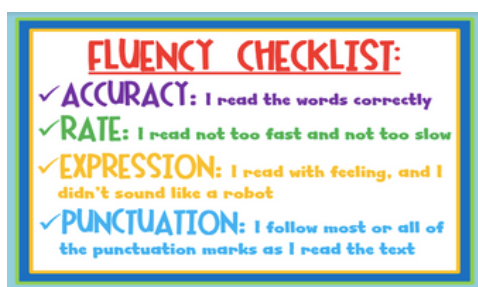 FLUENCY CHECKLIST:
✓ACCURACY: I read the words correctly
✓RATE: I read not too fast and not too slow
✓EXPRESSION: I read with feeling, and I
didn't sound like a robot
✓PUNCTUATION: I follow most or all of
the punctuation marks as I read the text